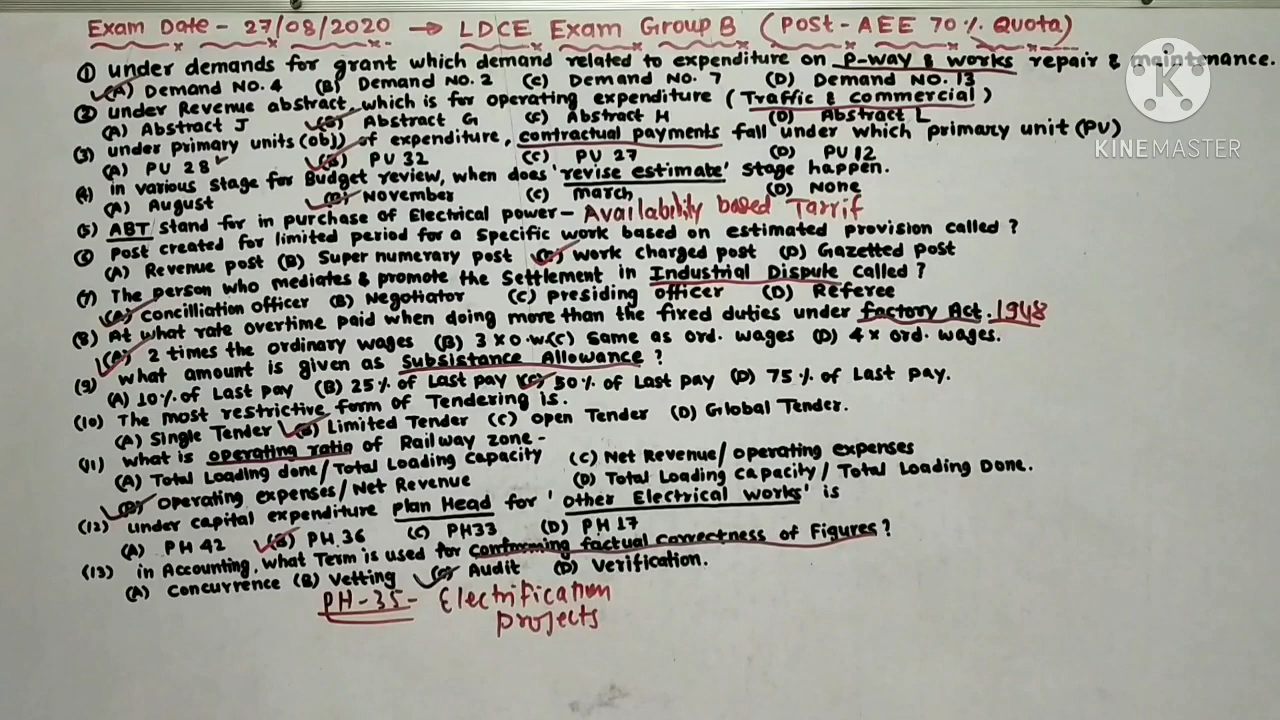 Exam Date - 27/08/2020 → LDCE Exam Group B (Post - AEE 70% Quota)
① under demands for grant which demand related to expenditure on P-way & works repair & maintenance.
(A) Demand No. 4 (B) Demand No. 2 (C) Demand No. 7 (D) Demand No. 13
② under Revenue abstract, which is for operating expenditure (Traffic & commercial)
(A) Abstract J (B) Abstract G (C) Abstract H (D) Abstract L
(3) under primary units (obj) of expenditure, contractual payments fall under which primary unit (PU)
(A) PU 28 (B) PU 32 (C) PU 27 (D) PU 12
(4) in various stage for Budget review, when does 'revise estimate' stage happen.
(A) August (B) November (C) march (D) None
(5) ABT stand for in purchase of Electrical power - Availability based Tarrif
⑥ Post created for limited period for a specific work based on estimated provision called ?
(A) Revenue post (B) Super numerary post (C) work charged post (D) Gazetted post
(7) The person who mediates & promote the Settlement in Industrial Dispute called ?
(A) concilliation officer (B) Negotiator (C) presiding officer (D) Referee
(8) At what rate overtime paid when doing more than the fixed duties under factory Act. 1948
(A) 2 times the ordinary wages (B) 3 x o.w (C) Same as ord. wages (D) 4 x ord. wages.
(9) what amount is given as Subsistance Allowance ?
(A) 10% of Last pay (B) 25% of Last pay (C) 50% of Last pay (D) 75% of Last pay.
(10) The most restrictive form of Tendering is.
(A) Single Tender (B) Limited Tender (C) open Tender (D) Global Tender.
(11) what is operating ratio of Railway zone -
(A) Total Loading done/Total Loading capacity (C) Net Revenue/operating expenses
(B) operating expenses/Net Revenue (D) Total Loading capacity/Total Loading Done.
(12) under capital expenditure plan Head for 'other Electrical works' is
(A) PH 42 (B) PH 36 (C) PH33 (D) PH 17
(13) in Accounting, what Term is used for conforming factual correctness of Figures ?
(A) concurrence (B) Vetting (C) Audit (D) Verification.
PH-35- Electrification
projects
K
KINEMASTER